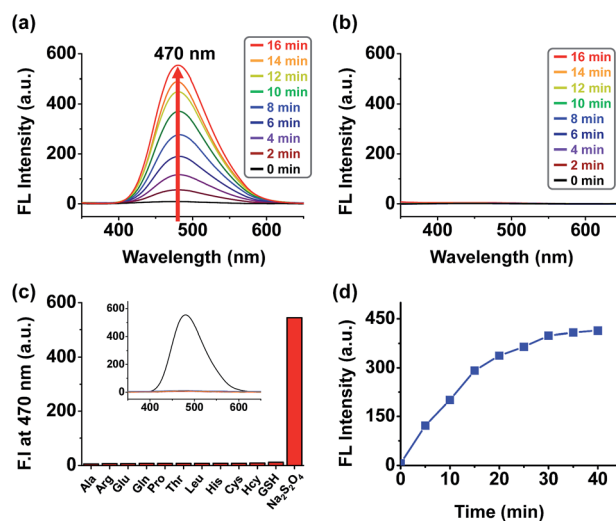 (a)
470 nm
600
400
200
0
400 500 600
FL Intensity (a.u.)
Wavelength (nm)
16 min
14 min
12 min
10 min
8 min
6 min
4 min
2 min
0 min
(b)
600
400
200
0
400 500 600
FL Intensity (a.u.)
Wavelength (nm)
16 min
14 min
12 min
10 min
8 min
6 min
4 min
2 min
0 min
(c)
600
400
200
0
F.I at 470 nm (a.u.)
600
400
200
0
400 500 600
Ala
Arg
Glu
Gln
Pro
Thr
Leu
His
Cys
Hcy
GSH
Na₂S₂O₄
(d)
450
300
150
0
0 10 20 30 40
FL Intensity (a.u.)
Time (min)